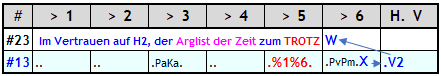 # > 1 > 2 > 3 > 4 > 5 > 6 H. V
#23 Im Vertrauen auf H2, der Arglist der Zeit zum TROTZ W
#13 .. .. .PaKa. .. .%1%6. .PvPm.X .V2